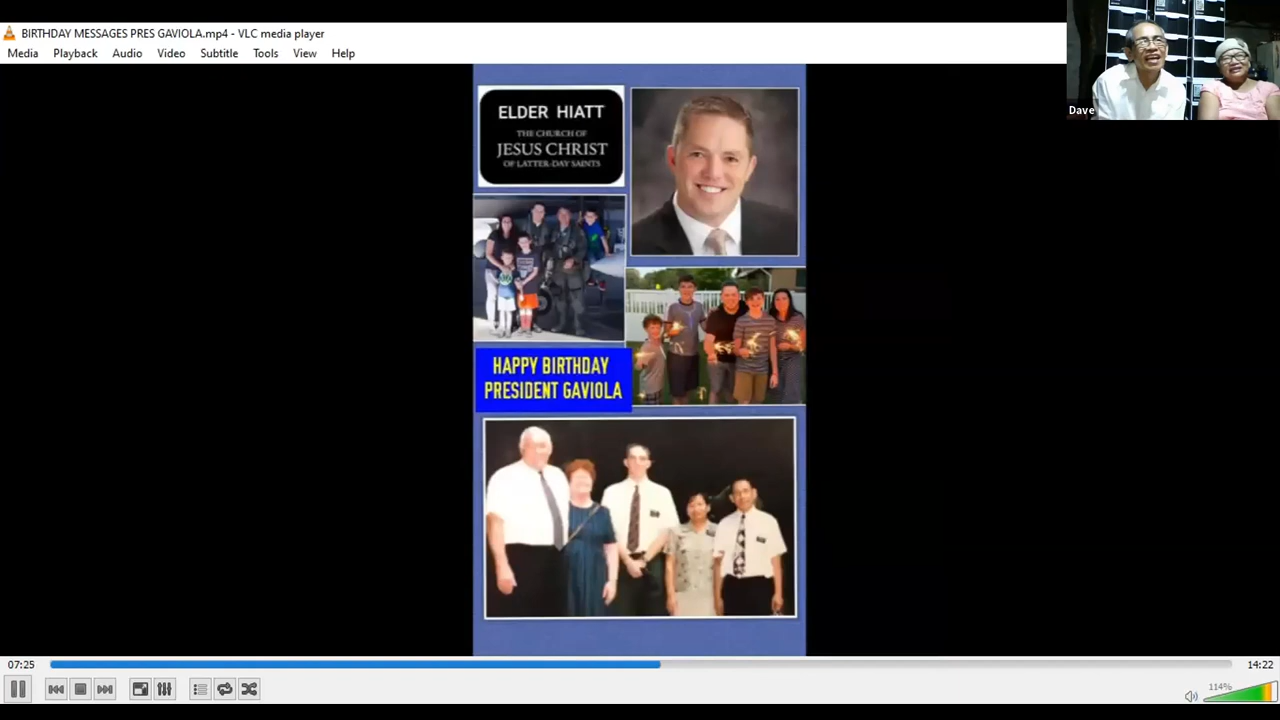 BIRTHDAY MESSAGES PRES GAVIOLA.mp4 - VLC media player
Media Playback Audio Video Subtitle Tools View Help
Dave
ELDER HIATT
THE CHURCH OF
JESUS CHRIST
OF LATTER-DAY SAINTS
HAPPY BIRTHDAY
PRESIDENT GAVIOLA
07:25
14:22
114%